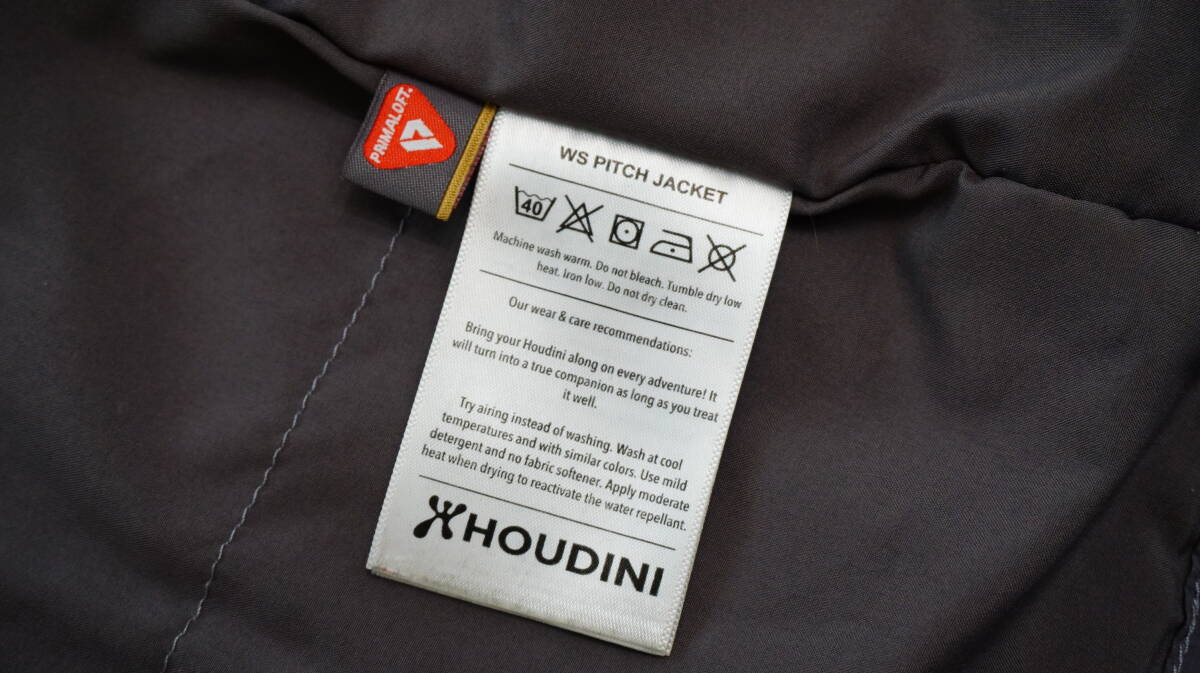 PRIMALOFT.
WS PITCH JACKET
40
Machine wash warm. Do not bleach. Tumble dry low
heat. Iron low. Do not dry clean.
Our wear & care recommendations:
Bring your Houdini along on every adventure! It
will turn into a true companion as long as you treat
it well.
Try airing instead of washing. Wash at cool
temperatures and with similar colors. Use mild
detergent and no fabric softener. Apply moderate
heat when drying to reactivate the water repellant.
HOUDINI